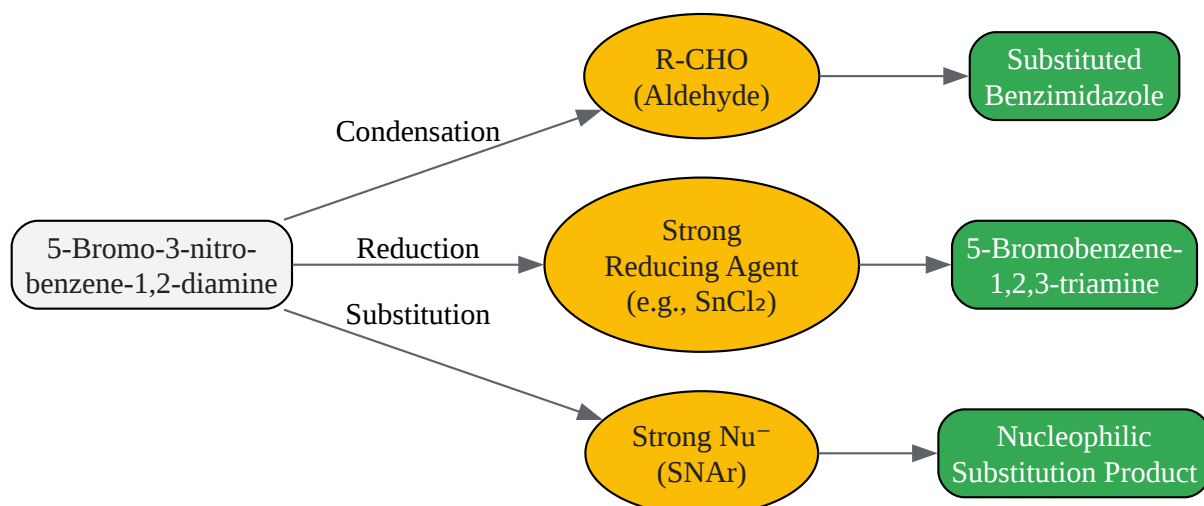 R-CHO
(Aldehyde)
Substituted
Benzimidazole
Condensation
5-Bromo-3-nitro-
benzene-1,2-diamine
Reduction
Strong
Reducing Agent
(e.g., SnCl₂)
5-Bromobenzene-
1,2,3-triamine
Substitution
Strong Nu⁻
(SNAr)
Nucleophilic
Substitution Product